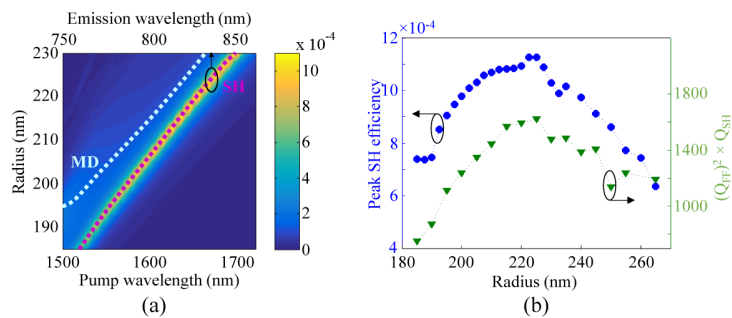 Emission wavelength (nm)
(a)
750
800
850
x 10⁻⁴
230
220
210
200
190
Radius (nm)
MD
SH
10
8
6
4
2
0
1500
1600
1700
Pump wavelength (nm)
(a)
(b)
×10⁻⁴
12
10
8
6
4
Peak SH efficiency
1800
1400
1000
(Q_FF)² × Q_SH
180
200
220
240
260
Radius (nm)
(b)